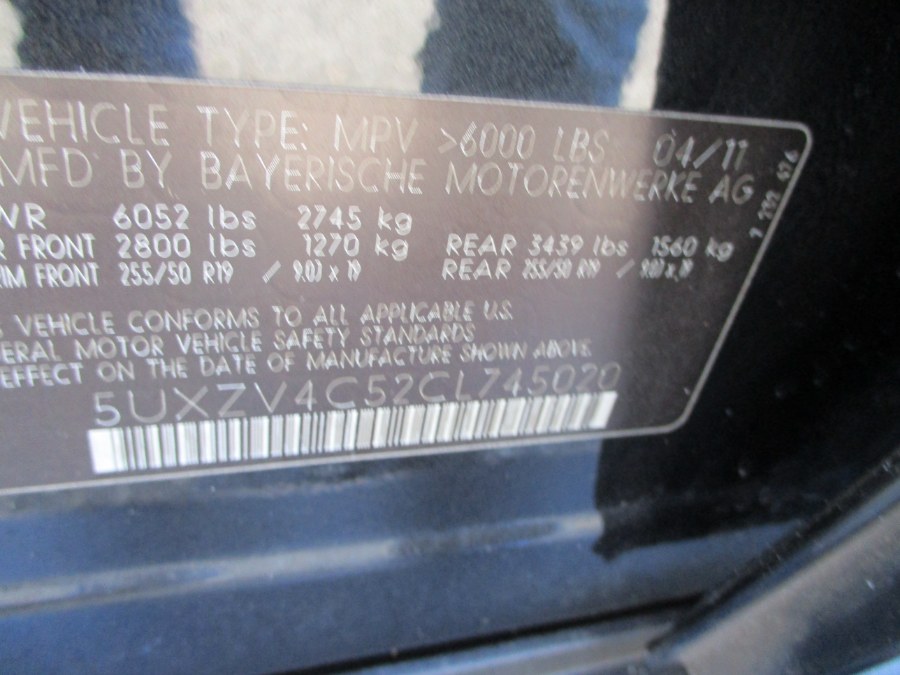 VEHICLE TYPE: MPV >6000 LBS 04/11
MFD BY BAYERISCHE MOTORENWERKE AG
WR 6052 lbs 2745 kg
R FRONT 2800 lbs 1270 kg REAR 3439 lbs 1560 kg
IM FRONT 255/50 R19 / 9.0J x 19 REAR 255/50 R19 / 9.0J x 19
S VEHICLE CONFORMS TO ALL APPLICABLE U.S.
ERAL MOTOR VEHICLE SAFETY STANDARDS
EFFECT ON THE DATE OF MANUFACTURE SHOWN ABOVE.
5UXZV4C52CL745020